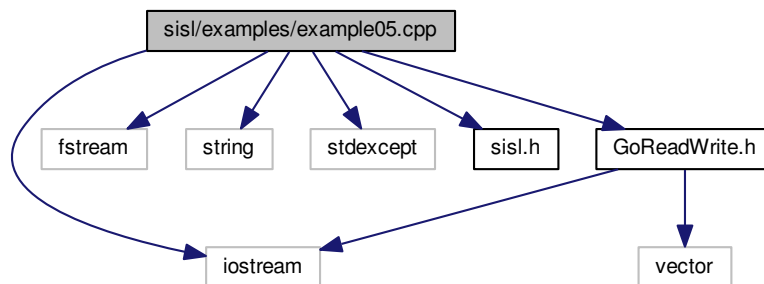 sisl/examples/example05.cpp
fstream
string
stdexcept
sisl.h
GoReadWrite.h
iostream
vector